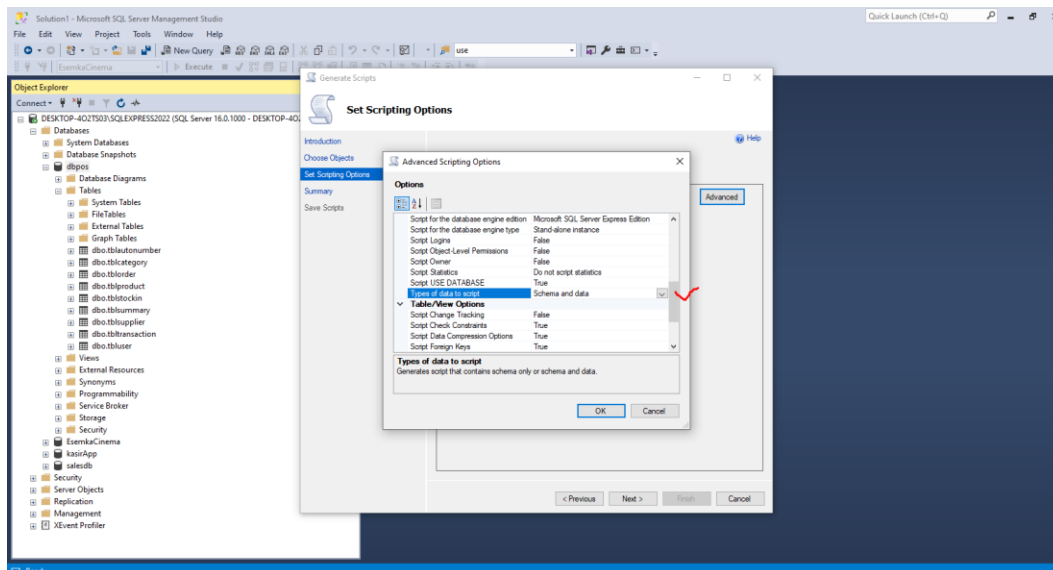 Solution1 - Microsoft SQL Server Management Studio
Quick Launch (Ctrl+Q)
File Edit View Project Tools Window Help
New Query
use
EsemkaCinema
Execute
Object Explorer
Connect
DESKTOP-4O2TS03\SQLEXPRESS2022 (SQL Server 16.0.1000 - DESKTOP-4O2
Databases
System Databases
Database Snapshots
dbpos
Database Diagrams
Tables
System Tables
FileTables
External Tables
Graph Tables
dbo.tblautonumber
dbo.tblcategory
dbo.tblorder
dbo.tblproduct
dbo.tblstockin
dbo.tblsummary
dbo.tblsupplier
dbo.tbltransaction
dbo.tbluser
Views
External Resources
Synonyms
Programmability
Service Broker
Storage
Security
EsemkaCinema
kasirApp
salesdb
Security
Server Objects
Replication
Management
XEvent Profiler
Generate Scripts
Set Scripting Options
Help
Introduction
Choose Objects
Set Scripting Options
Summary
Save Scripts
Advanced
Advanced Scripting Options
Options
Script for the database engine edition Microsoft SQL Server Express Edition
Script for the database engine type Stand-alone instance
Script Logins False
Script Object-Level Permissions False
Script Owner False
Script Statistics Do not script statistics
Script USE DATABASE True
Types of data to script Schema and data
Table/View Options
Script Change Tracking False
Script Check Constraints True
Script Data Compression Options True
Script Foreign Keys True
Types of data to script
Generates script that contains schema only or schema and data.
OK Cancel
< Previous Next > Finish Cancel